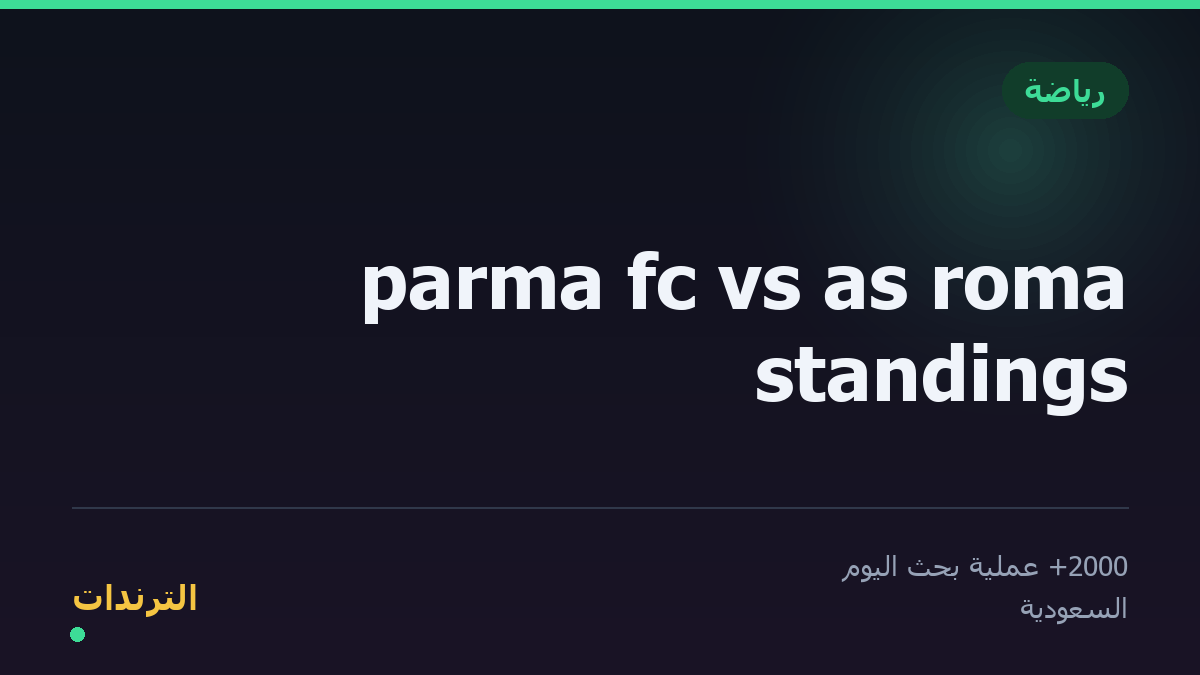 رياضة
parma fc vs as roma
standings
2000+ عملية بحث اليوم
السعودية
الترندات